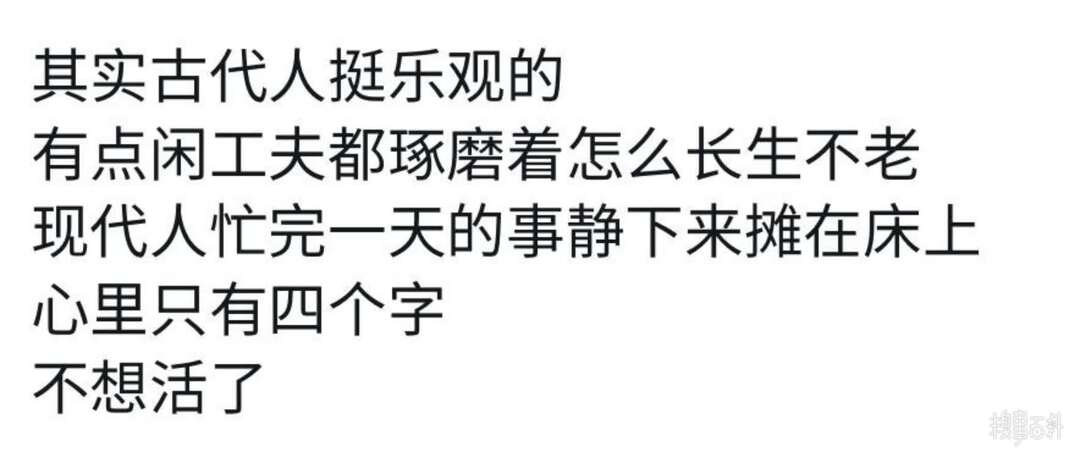 其实古代人挺乐观的
有点闲工夫都琢磨着怎么长生不老
现代人忙完一天的事静下来摊在床上
心里只有四个字
不想活了